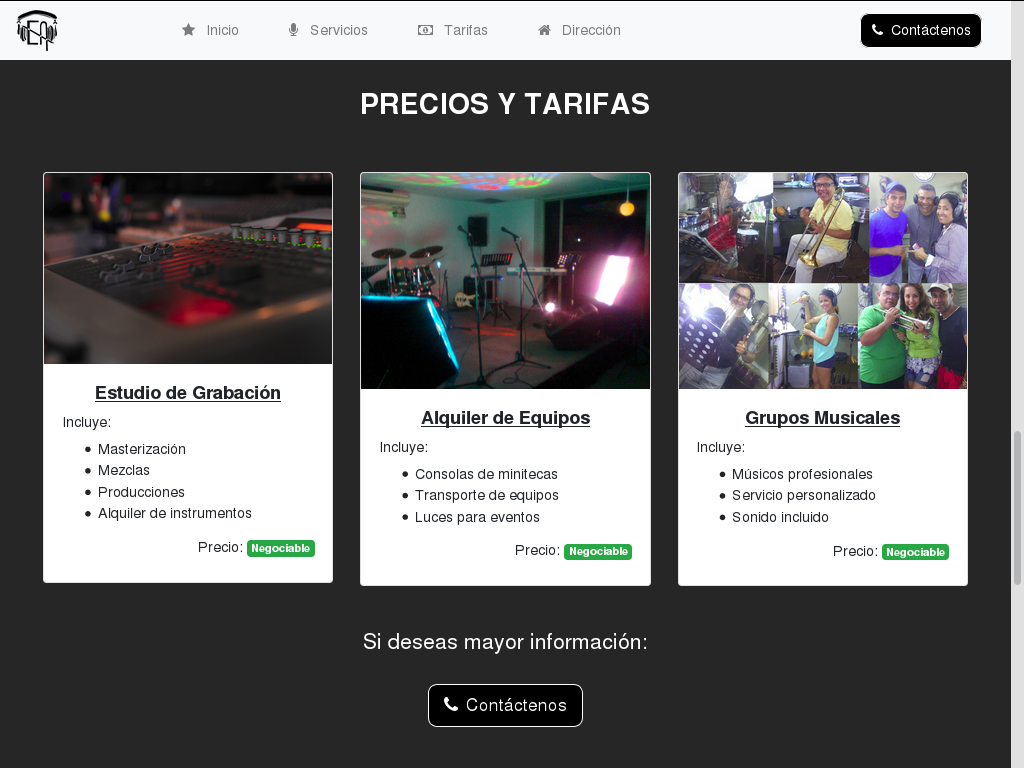 Inicio
Servicios
Tarifas
Dirección
Contáctenos
PRECIOS Y TARIFAS
Estudio de Grabación
Incluye:
Masterización
Mezclas
Producciones
Alquiler de instrumentos
Precio: Negociable
Alquiler de Equipos
Incluye:
Consolas de minitecas
Transporte de equipos
Luces para eventos
Precio: Negociable
Grupos Musicales
Incluye:
Músicos profesionales
Servicio personalizado
Sonido incluido
Precio: Negociable
Si deseas mayor información:
Contáctenos